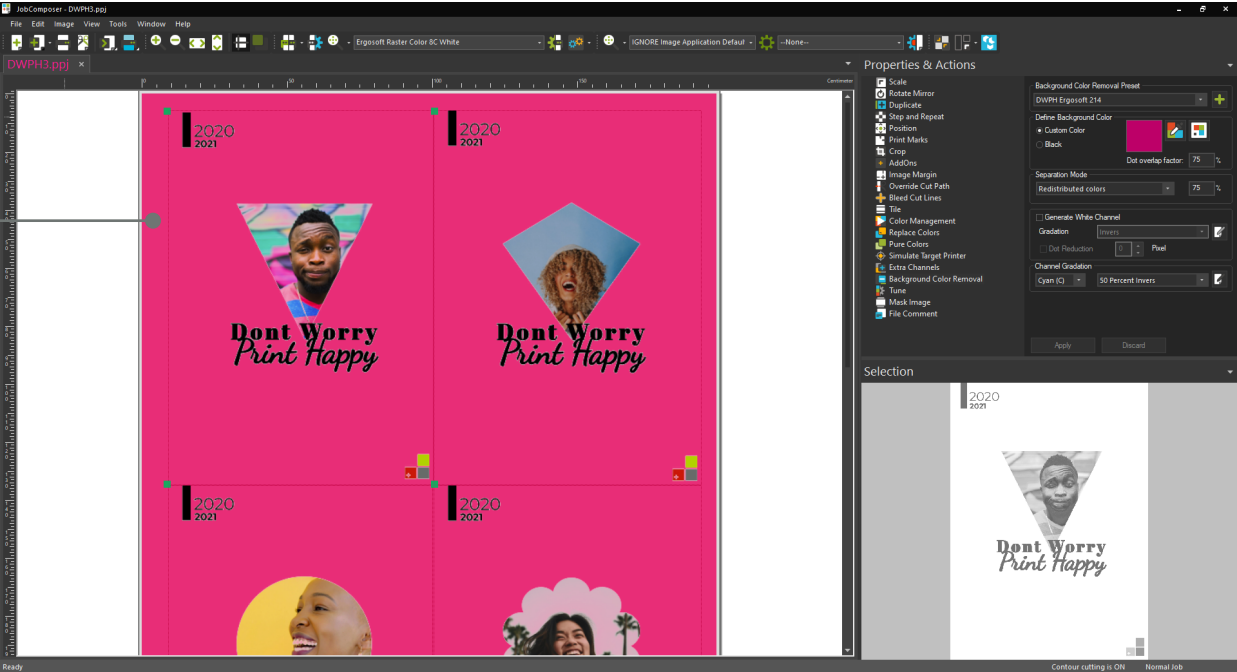 JobComposer - DWPH3.ppj
File Edit Image View Tools Window Help
Ergosoft Raster Color 8C White
IGNORE Image Application Defaul
--None--
DWPH3.ppj ×
0 50 100 150 Centimeter
2020
2021
2020
2021
Dont Worry
Print Happy
Dont Worry
Print Happy
2020
2021
2020
2021
Properties & Actions
Scale
Rotate Mirror
Duplicate
Step and Repeat
Position
Print Marks
Crop
AddOns
Image Margin
Override Cut Path
Bleed Cut Lines
Tile
Color Management
Replace Colors
Pure Colors
Simulate Target Printer
Extra Channels
Background Color Removal
Tune
Mask Image
File Comment
Background Color Removal Preset
DWPH Ergosoft 214
Define Background Color
Custom Color
Black
Dot overlap factor: 75 %
Separation Mode
Redistributed colors 75 %
Generate White Channel
Gradation Invers
Dot Reduction 0 Pixel
Channel Gradation
Cyan (C) 50 Percent Invers
Apply Discard
Selection
2020
2021
Dont Worry
Print Happy
Ready
Contour cutting is ON Normal Job